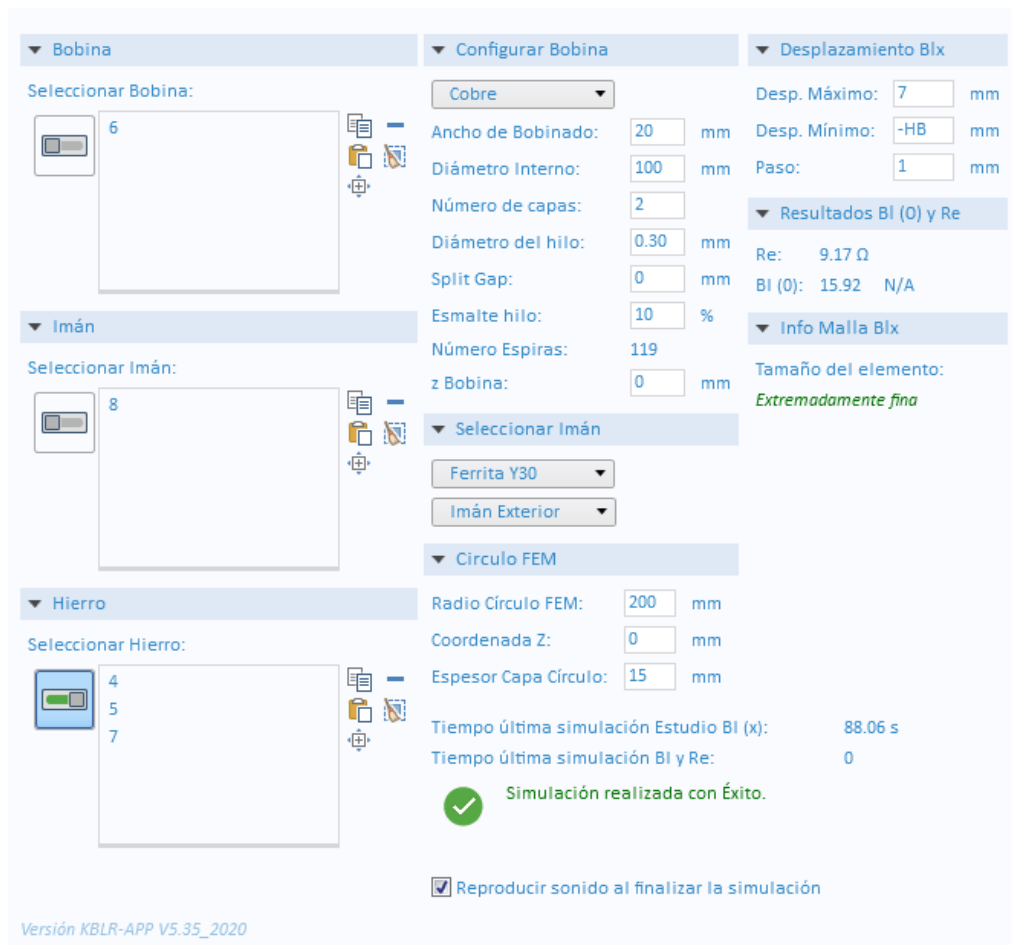 Bobina
Seleccionar Bobina:
6
Imán
Seleccionar Imán:
8
Hierro
Seleccionar Hierro:
4
5
7
Configurar Bobina
Cobre
Ancho de Bobinado: 20 mm
Diámetro Interno: 100 mm
Número de capas: 2
Diámetro del hilo: 0.30 mm
Split Gap: 0 mm
Esmalte hilo: 10 %
Número Espiras: 119
z Bobina: 0 mm
Seleccionar Imán
Ferrita Y30
Imán Exterior
Circulo FEM
Radio Círculo FEM: 200 mm
Coordenada Z: 0 mm
Espesor Capa Círculo: 15 mm
Tiempo última simulación Estudio Bl (x): 88.06 s
Tiempo última simulación Bl y Re: 0
Simulación realizada con Éxito.
Reproducir sonido al finalizar la simulación
Desplazamiento Blx
Desp. Máximo: 7 mm
Desp. Mínimo: -HB mm
Paso: 1 mm
Resultados Bl (0) y Re
Re: 9.17 Ω
Bl (0): 15.92 N/A
Info Malla Blx
Tamaño del elemento:
Extremadamente fina
Versión KBLR-APP V5.35_2020